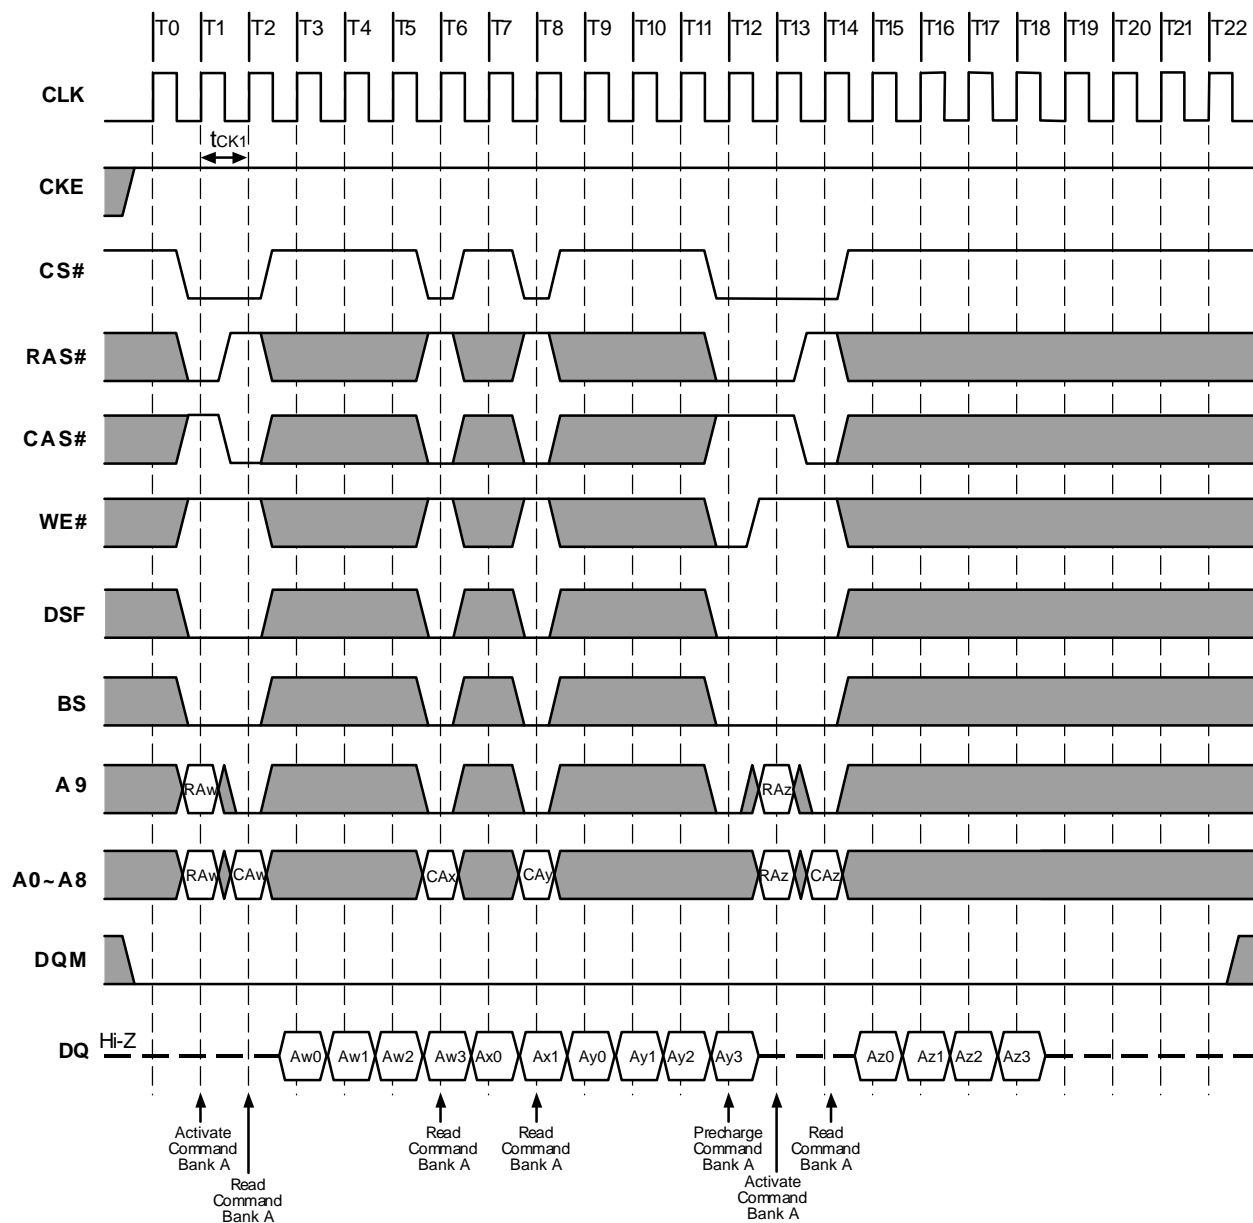 T0 T1 T2 T3 T4 T5 T6 T7 T8 T9 T10 T11 T12 T13 T14 T15 T16 T17 T18 T19 T20 T21 T22
CLK
tCK1
CKE
CS#
RAS#
CAS#
WE#
DSF
BS
A9 RAw RAz
A0~A8 RAw CAw CAx CAy RAz CAz
DQM
DQ Hi-Z Aw0 Aw1 Aw2 Aw3 Ax0 Ax1 Ay0 Ay1 Ay2 Ay3 Az0 Az1 Az2 Az3
Activate
Command
Bank A
Read
Command
Bank A
Read
Command
Bank A
Read
Command
Bank A
Precharge
Command
Bank A
Activate
Command
Bank A
Read
Command
Bank A